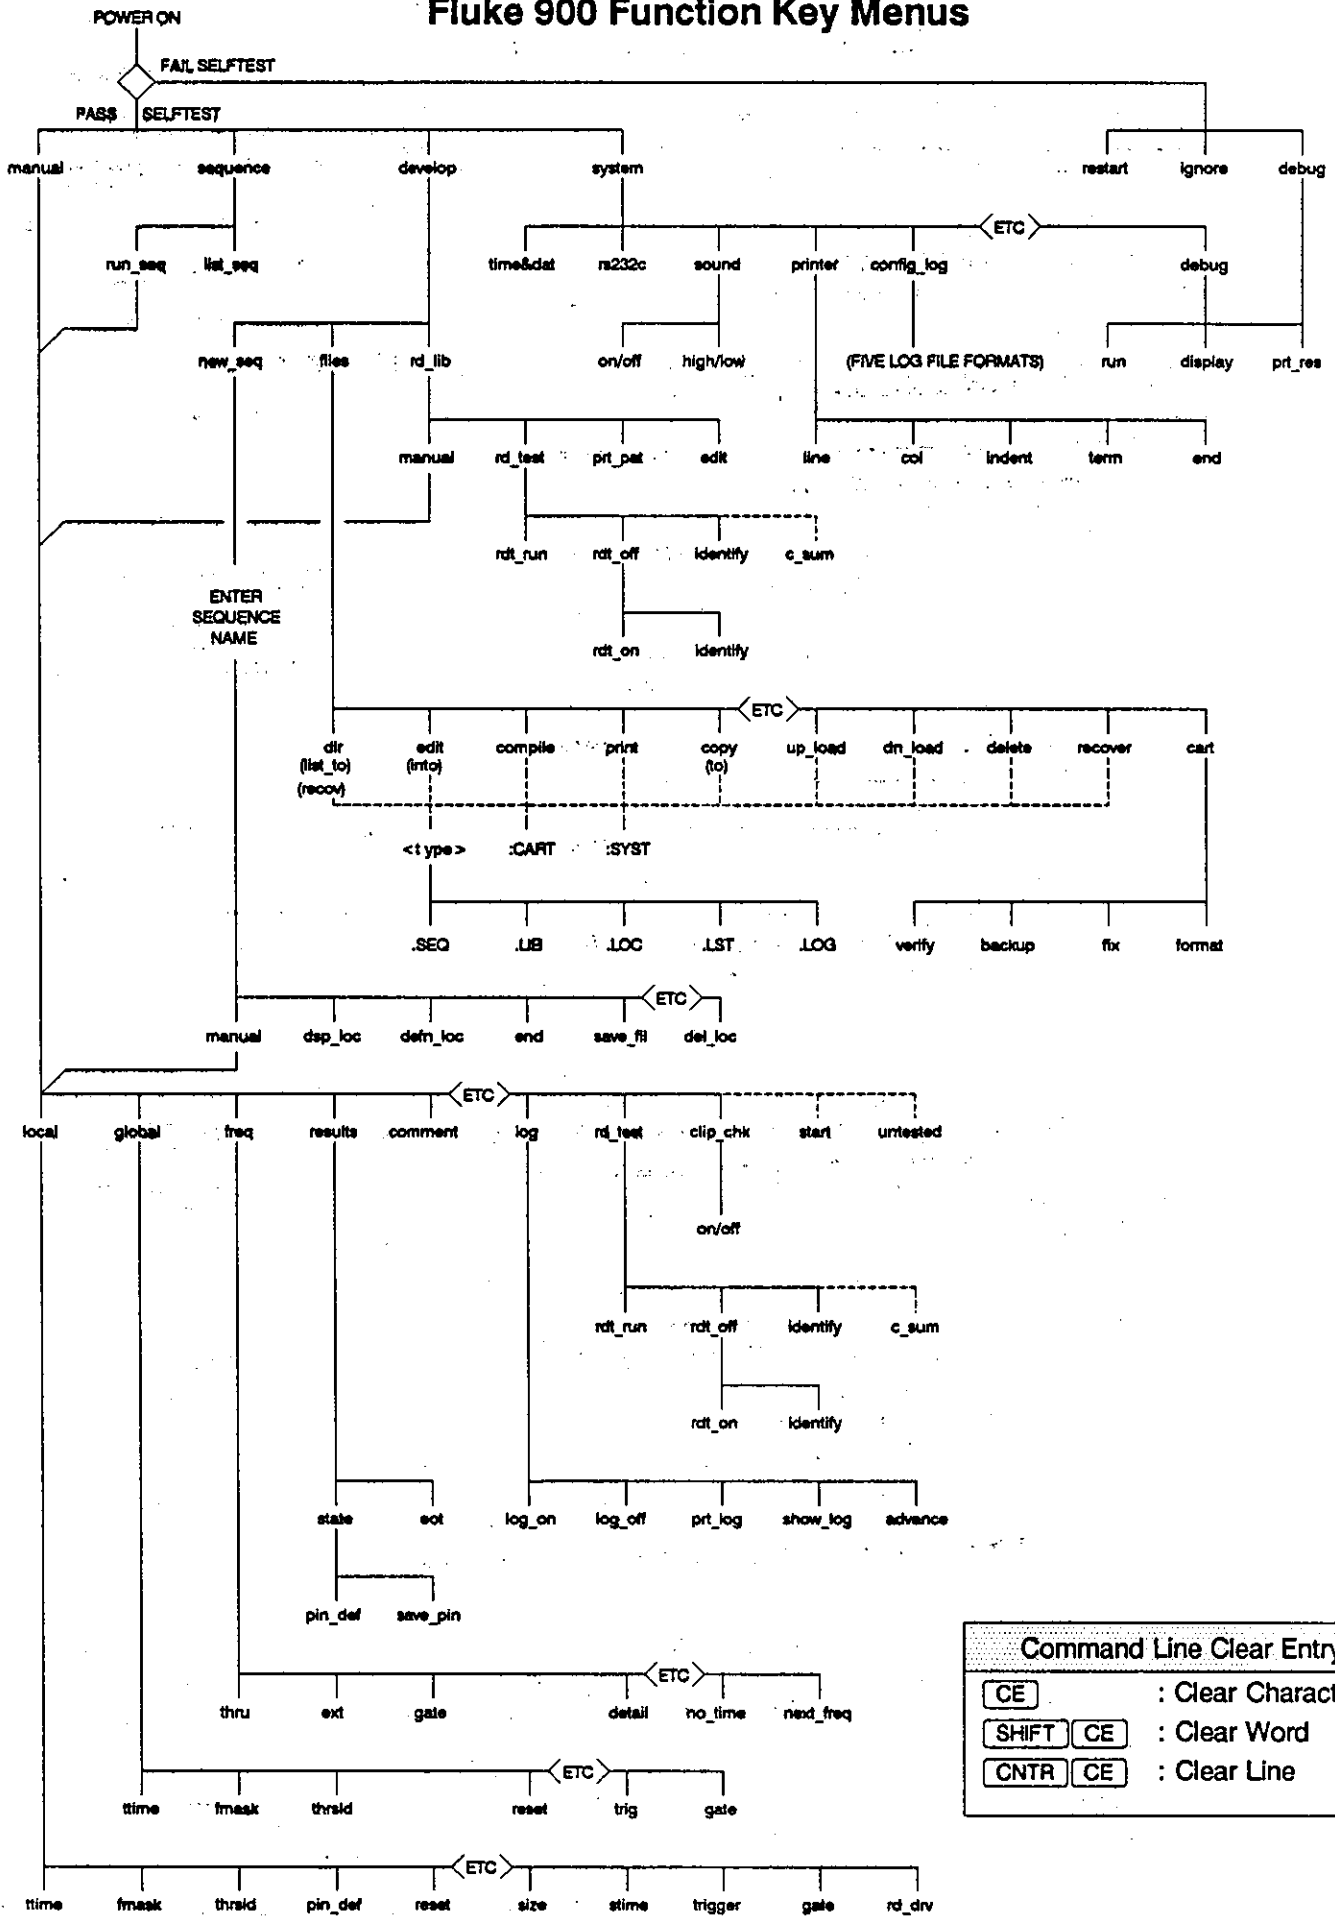 Fluke 900 Function Key Menus
POWER ON
FAIL SELFTEST
PASS SELFTEST
manual sequence develop system restart ignore debug
ETC
run_seq list_seq time&dat rs232c sound printer config_log debug
new_seq files rd_lib on/off high/low (FIVE LOG FILE FORMATS) run display prt_res
manual rd_test prt_pat edit line col indent term end
rdt_run rdt_off identify c_sum
ENTER
SEQUENCE
NAME
rdt_on identify
ETC
dir edit compile print copy up_load dn_load delete recover cart
(list_to) (into) (to)
(recov)
<type> :CART :SYST
.SEQ .LIB .LOC .LST .LOG verify backup fix format
ETC
manual dsp_loc defn_loc end save_fil del_loc
ETC
local global freq results comment log rd_test clip_chk start untested
on/off
rdt_run rdt_off identify c_sum
rdt_on identify
state eot log_on log_off prt_log show_log advance
pin_def save_pin
ETC
thru ext gate detail no_time next_freq
ETC
ttime fmask thrsld reset trig gate
ETC
ttime fmask thrsld pin_def reset size stime trigger gate rd_drv
Command Line Clear Entry
CE : Clear Charact
SHIFT CE : Clear Word
CNTR CE : Clear Line